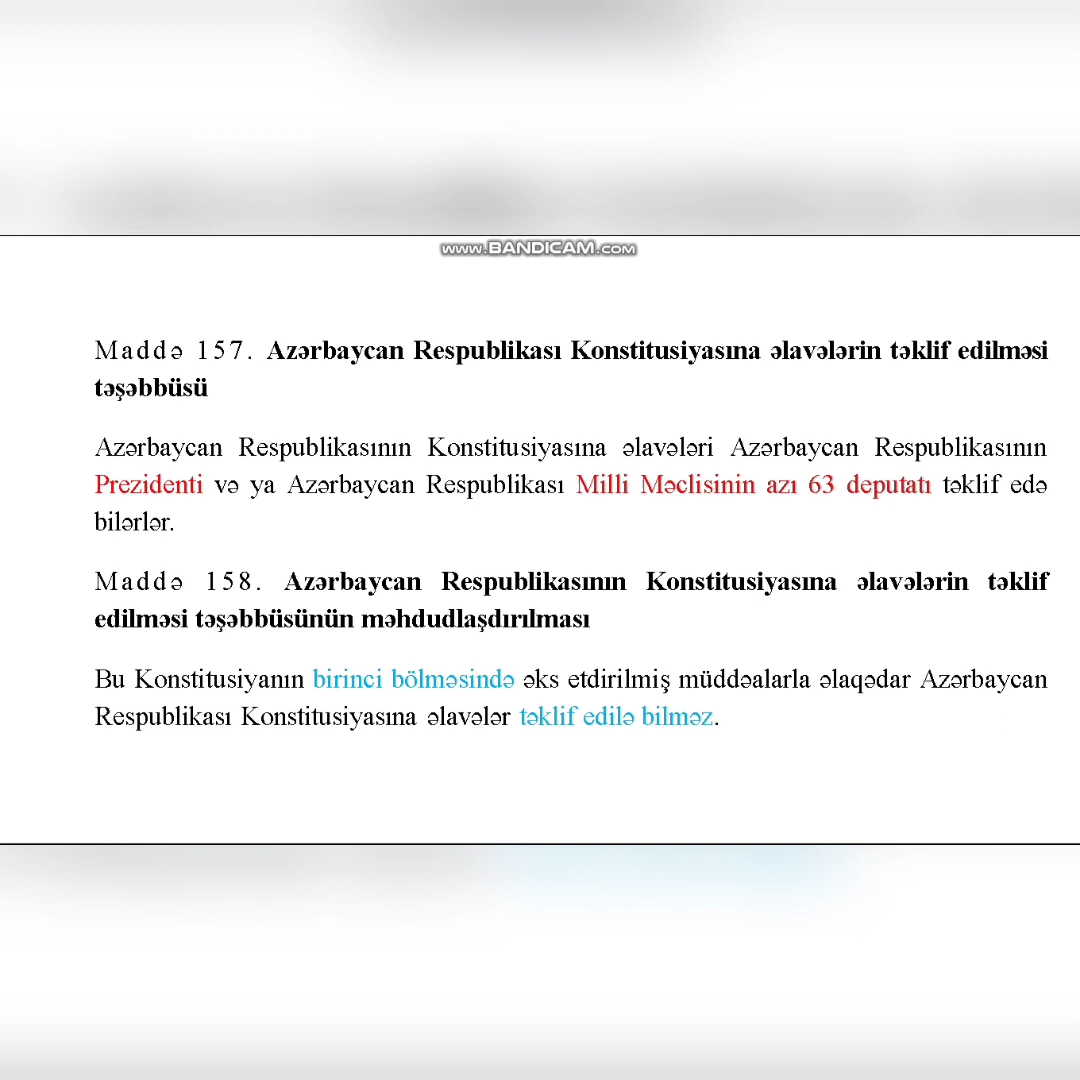 www.BANDICAM.com
Maddə 157. Azərbaycan Respublikası Konstitusiyasına əlavələrin təklif edilməsi
təşəbbüsü
Azərbaycan Respublikasının Konstitusiyasına əlavələri Azərbaycan Respublikasının
Prezidenti və ya Azərbaycan Respublikası Milli Məclisinin azı 63 deputatı təklif edə
bilərlər.
Maddə 158. Azərbaycan Respublikasının Konstitusiyasına əlavələrin təklif
edilməsi təşəbbüsünün məhdudlaşdırılması
Bu Konstitusiyanın birinci bölməsində əks etdirilmiş müddəalarla əlaqədar Azərbaycan
Respublikası Konstitusiyasına əlavələr təklif edilə bilməz.